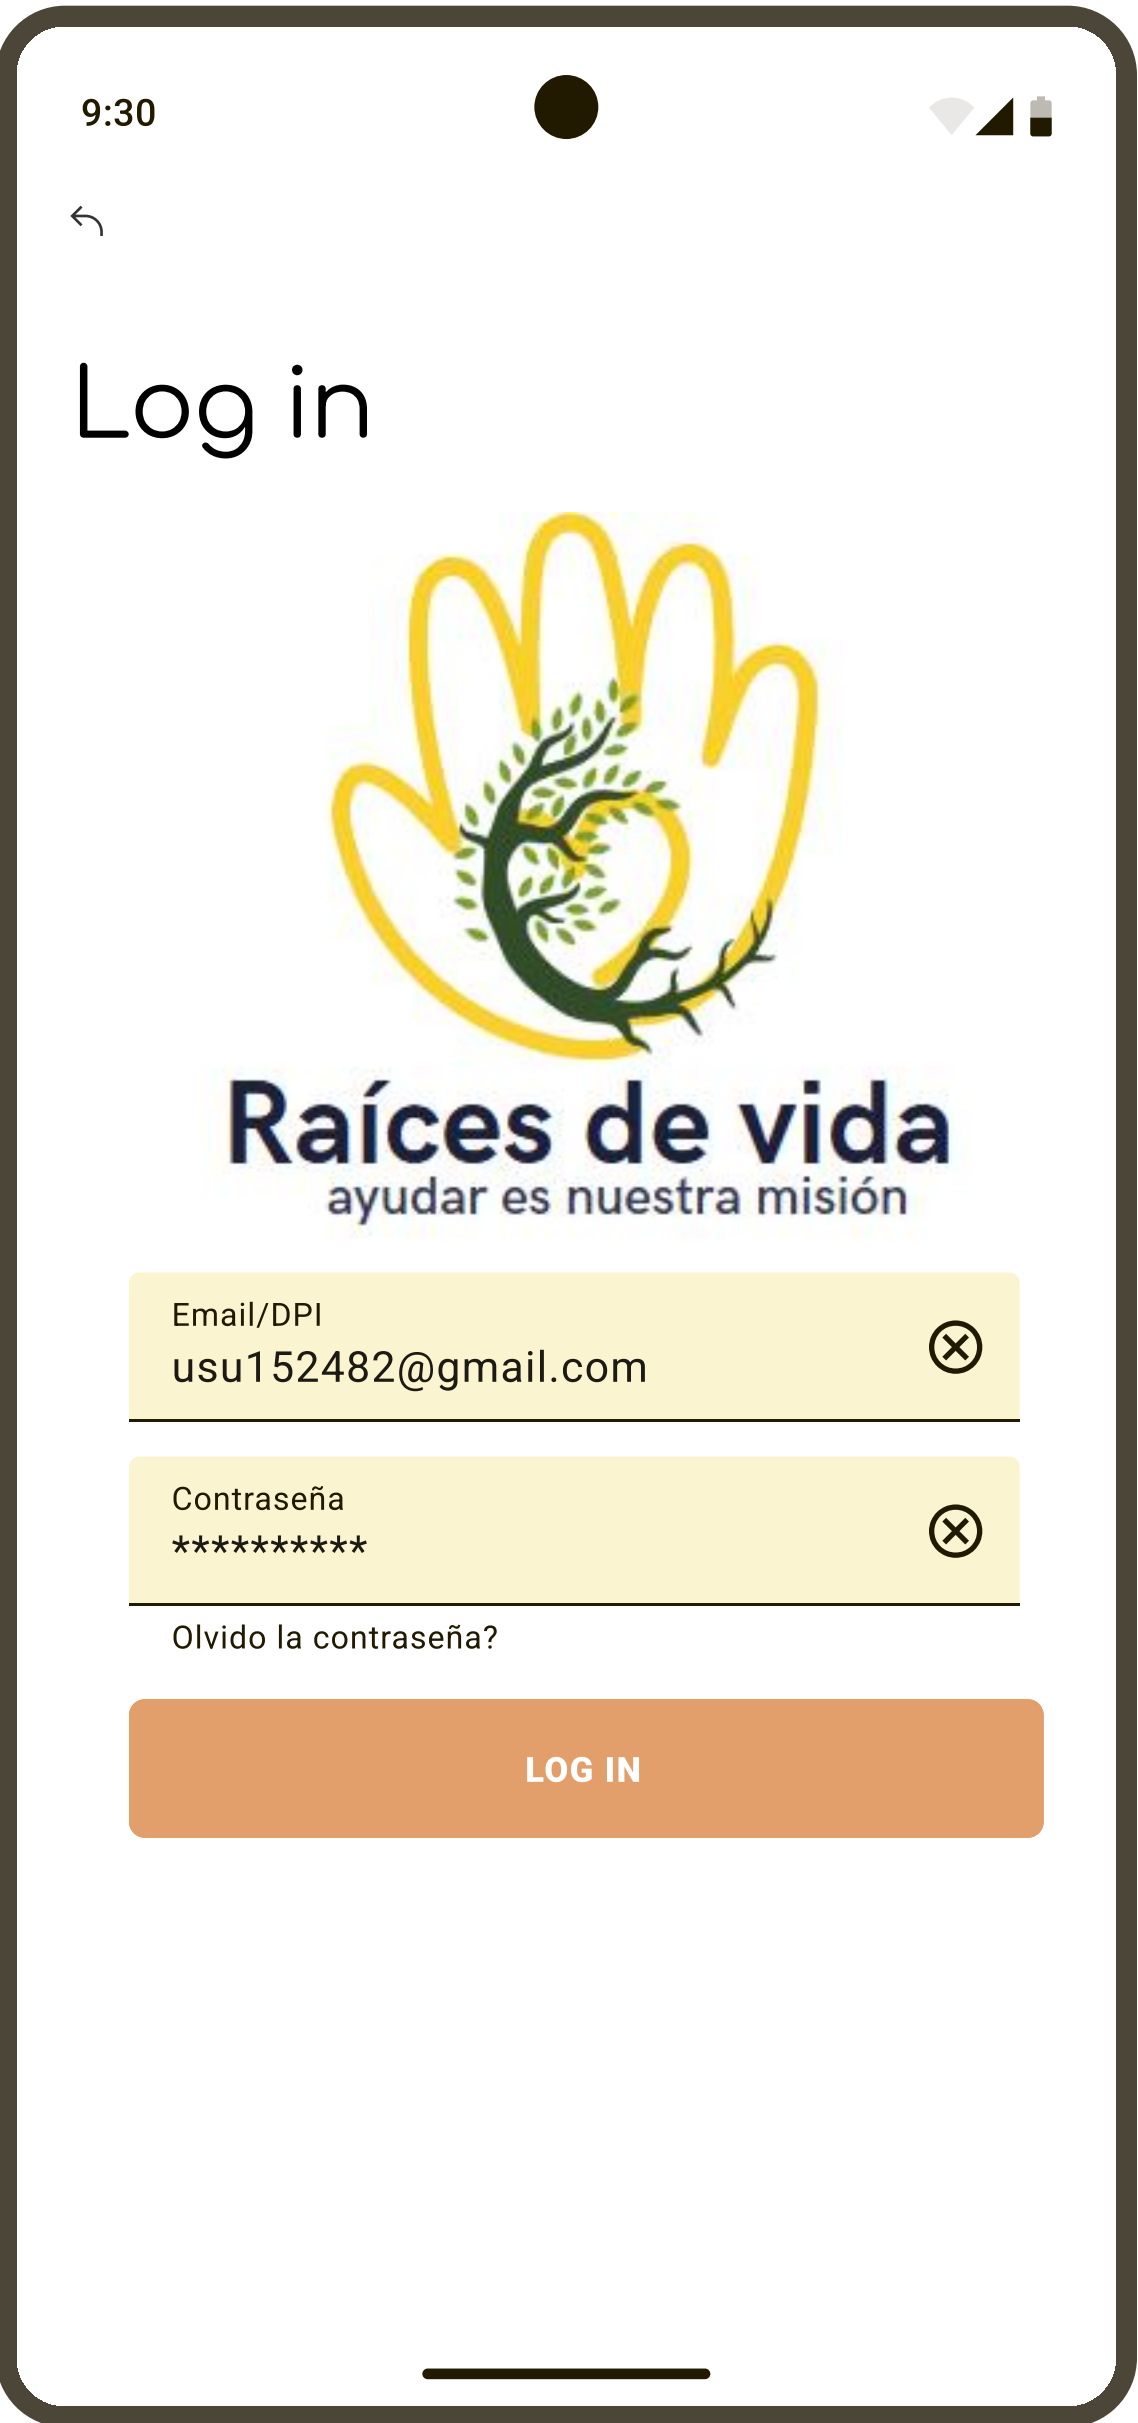 9:30
Log in
Raíces de vida
ayudar es nuestra misión
Email/DPI
usu152482@gmail.com
Contraseña
**********
Olvido la contraseña?
LOG IN